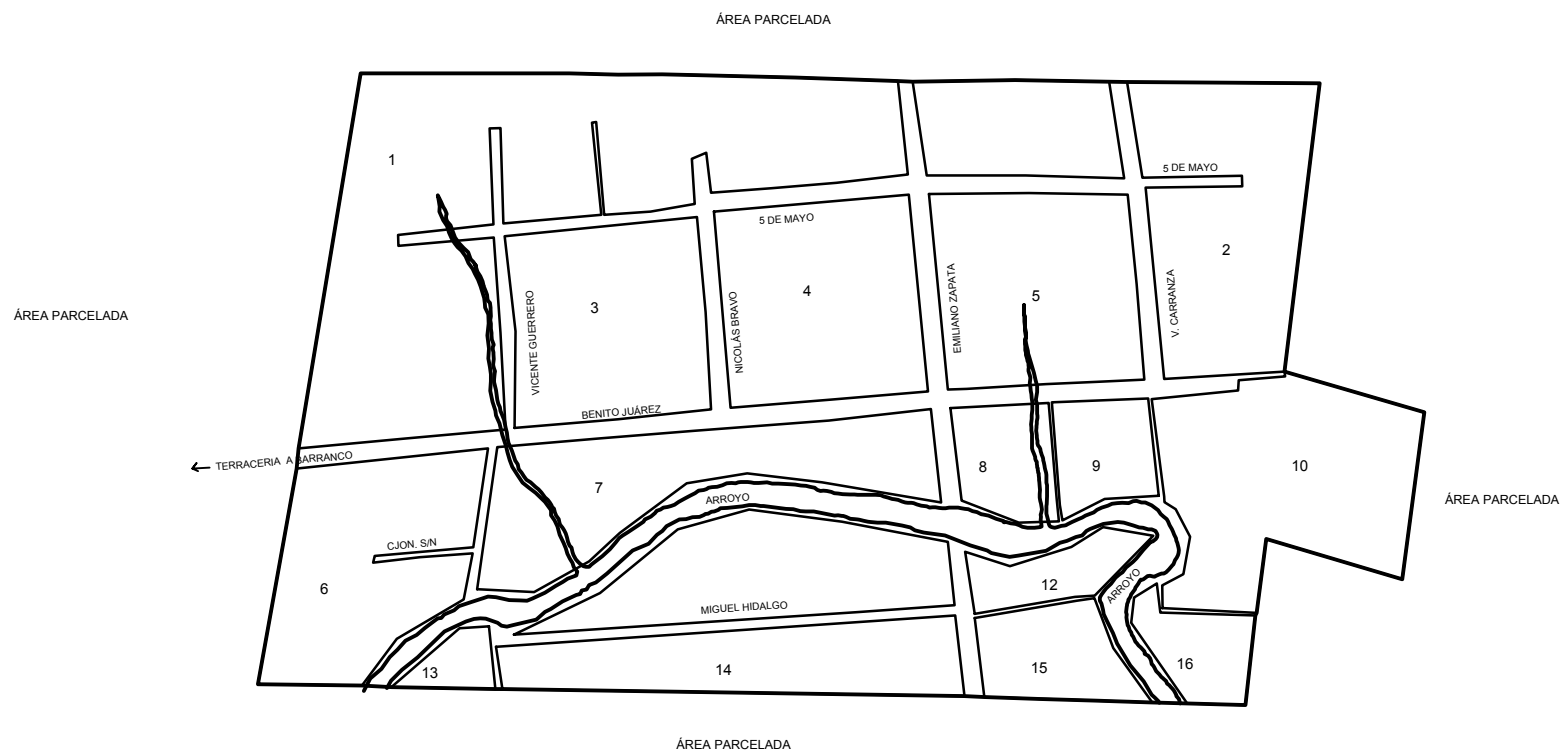 ÁREA PARCELADA
1
5 DE MAYO
5 DE MAYO
2
3
4
5
ÁREA PARCELADA
VICENTE GUERRERO
NICOLÁS BRAVO
EMILIANO ZAPATA
V. CARRANZA
BENITO JUÁREZ
TERRACERIA A BARRANCO
7
8
9
10
ARROYO
ÁREA PARCELADA
CJON. S/N
6
12
ARROYO
MIGUEL HIDALGO
13
14
15
16
ÁREA PARCELADA